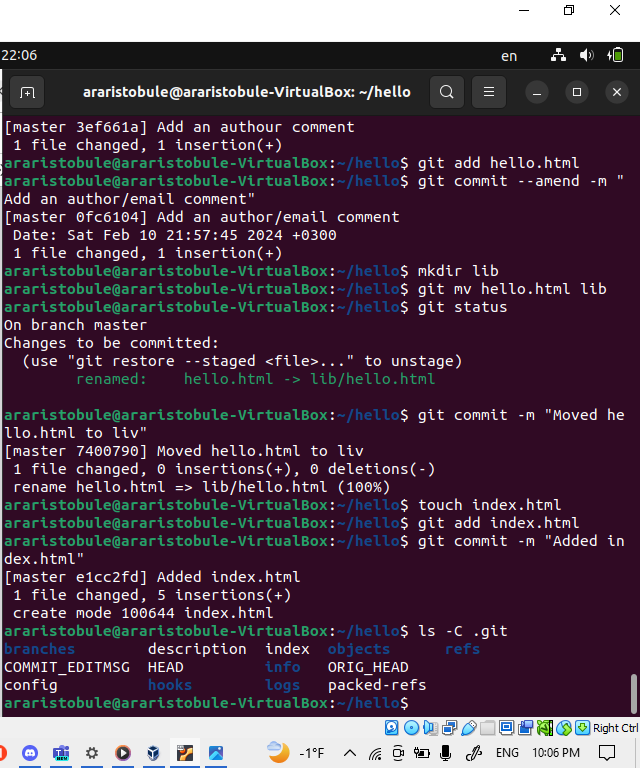 22:06
en
araristobule@araristobule-VirtualBox: ~/hello
[master 3ef661a] Add an authour comment
 1 file changed, 1 insertion(+)
araristobule@araristobule-VirtualBox:~/hello$ git add hello.html
araristobule@araristobule-VirtualBox:~/hello$ git commit --amend -m "
Add an author/email comment"
[master 0fc6104] Add an author/email comment
 Date: Sat Feb 10 21:57:45 2024 +0300
 1 file changed, 1 insertion(+)
araristobule@araristobule-VirtualBox:~/hello$ mkdir lib
araristobule@araristobule-VirtualBox:~/hello$ git mv hello.html lib
araristobule@araristobule-VirtualBox:~/hello$ git status
On branch master
Changes to be committed:
  (use "git restore --staged <file>..." to unstage)
        renamed:    hello.html -> lib/hello.html
araristobule@araristobule-VirtualBox:~/hello$ git commit -m "Moved he
llo.html to liv"
[master 7400790] Moved hello.html to liv
 1 file changed, 0 insertions(+), 0 deletions(-)
 rename hello.html => lib/hello.html (100%)
araristobule@araristobule-VirtualBox:~/hello$ touch index.html
araristobule@araristobule-VirtualBox:~/hello$ git add index.html
araristobule@araristobule-VirtualBox:~/hello$ git commit -m "Added in
dex.html"
[master e1cc2fd] Added index.html
 1 file changed, 5 insertions(+)
 create mode 100644 index.html
araristobule@araristobule-VirtualBox:~/hello$ ls -C .git
branches        description  index  objects      refs
COMMIT_EDITMSG  HEAD         info   ORIG_HEAD
config          hooks        logs   packed-refs
araristobule@araristobule-VirtualBox:~/hello$
Right Ctrl
NEW
-1°F
ENG
10:06 PM